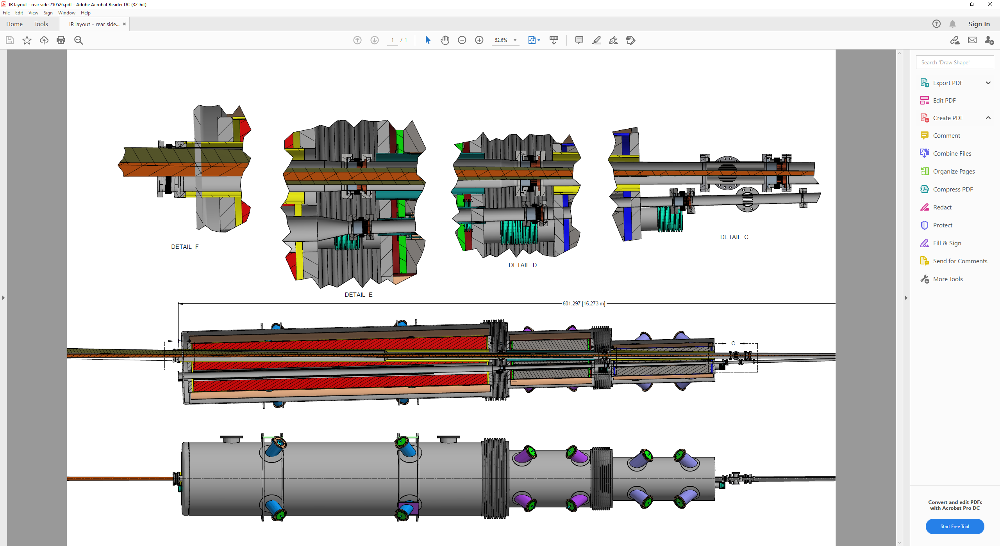 IR layout - rear side 210526.pdf - Adobe Acrobat Reader DC (32-bit)
File Edit View Sign Window Help
Home Tools IR layout - rear side... × Sign In
1 / 1 52.6%
Search 'Draw Shape'
Export PDF
Edit PDF
Create PDF
Comment
Combine Files
Organize Pages
Compress PDF
Redact
Protect
Fill & Sign
Send for Comments
More Tools
DETAIL F
DETAIL E
DETAIL D
DETAIL C
601.297 [15.273 m]
F
C
Convert and edit PDFs
with Acrobat Pro DC
Start Free Trial